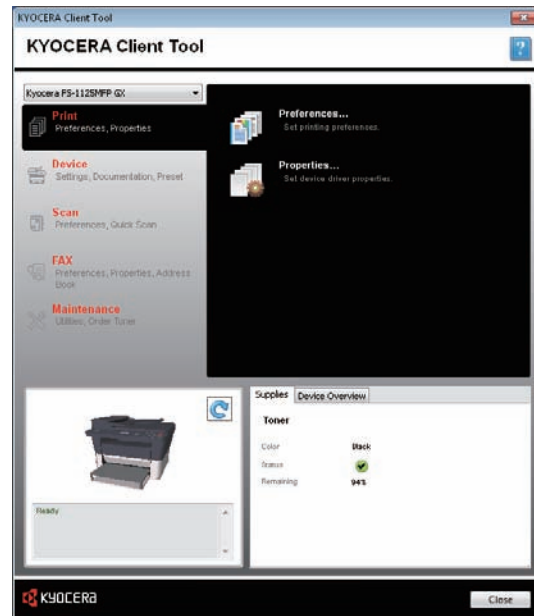 KYOCERA Client Tool
KYOCERA Client Tool
?
Kyocera FS-1125MFP GX
Print
Preferences, Properties
Device
Settings, Documentation, Preset
Scan
Preferences, Quick Scan
FAX
Preferences, Properties, Address
Book
Maintenance
Utilities, Order Toner
Preferences...
Set printing preferences.
Properties...
Set device driver properties.
Ready
Supplies
Device Overview
Toner
Color Black
Status
Remaining 94%
KYOCERA
Close